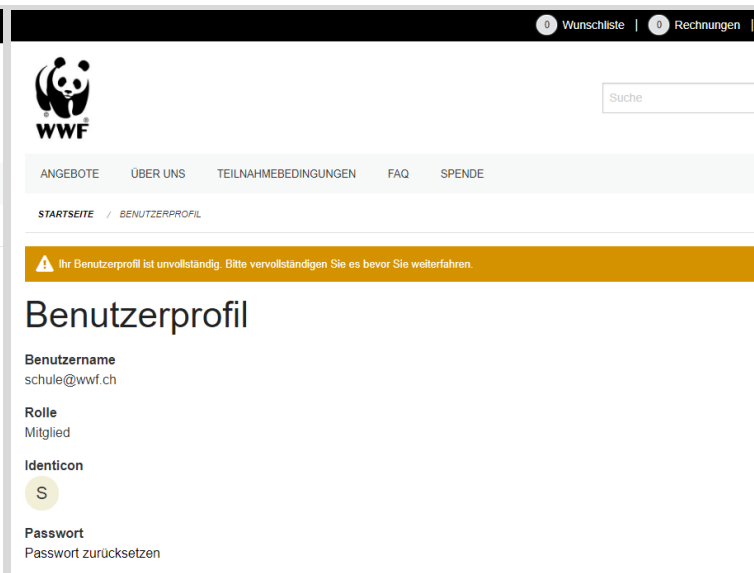 0 Wunschliste | 0 Rechnungen |
WWF
Suche
ANGEBOTE ÜBER UNS TEILNAHMEBEDINGUNGEN FAQ SPENDE
STARTSEITE / BENUTZERPROFIL
Ihr Benutzerprofil ist unvollständig. Bitte vervollständigen Sie es bevor Sie weiterfahren.
Benutzerprofil
Benutzername
schule@wwf.ch
Rolle
Mitglied
Identicon
S
Passwort
Passwort zurücksetzen